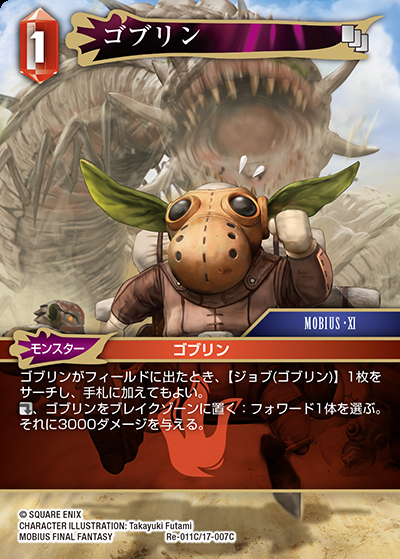 1
ゴブリン
MOBIUS・XI
モンスター
ゴブリン
ゴブリンがフィールドに出たとき、【ジョブ(ゴブリン)】1枚を
サーチし、手札に加えてもよい。
、ゴブリンをブレイクゾーンに置く:フォワード1体を選ぶ。
それに3000ダメージを与える。
© SQUARE ENIX
CHARACTER ILLUSTRATION: Takayuki Futami
MOBIUS FINAL FANTASY
Re-011C/17-007C